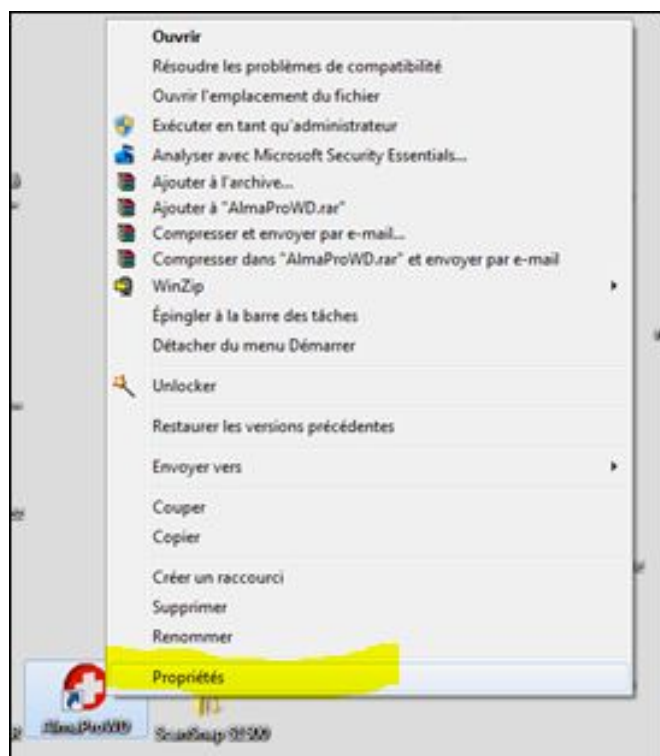 Ouvrir
Résoudre les problèmes de compatibilité
Ouvrir l'emplacement du fichier
Exécuter en tant qu'administrateur
Analyser avec Microsoft Security Essentials...
Ajouter à l'archive...
Ajouter à "AlmaProWD.rar"
Compresser et envoyer par e-mail...
Compresser dans "AlmaProWD.rar" et envoyer par e-mail
WinZip
Épingler à la barre des tâches
Détacher du menu Démarrer
Unlocker
Restaurer les versions précédentes
Envoyer vers
Couper
Copier
Créer un raccourci
Supprimer
Renommer
Propriétés
AlmaProWD
ScanSnap